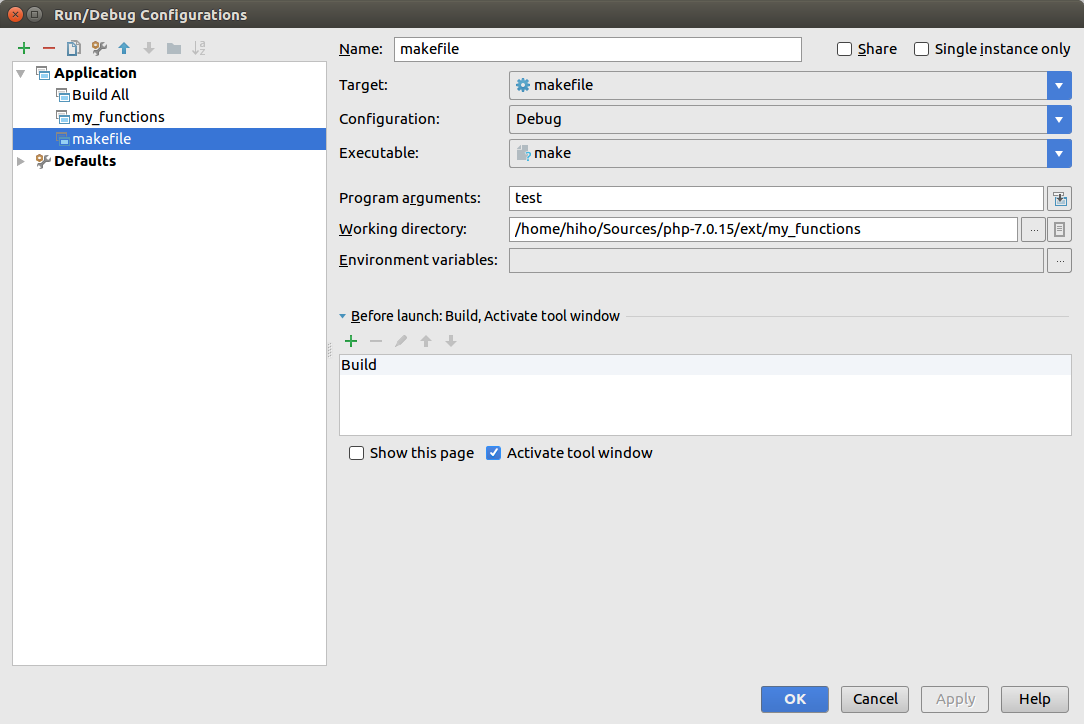 Run/Debug Configurations
Name: makefile Share Single instance only
Application
Build All
my_functions
makefile
Defaults
Target: makefile
Configuration: Debug
Executable: make
Program arguments: test
Working directory: /home/hiho/Sources/php-7.0.15/ext/my_functions ...
Environment variables: ...
Before launch: Build, Activate tool window
Build
Show this page Activate tool window
OK Cancel Apply Help